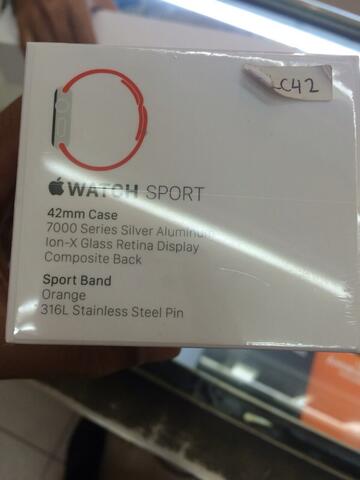 LC42
WATCH SPORT
42mm Case
7000 Series Silver Aluminum
Ion-X Glass Retina Display
Composite Back
Sport Band
Orange
316L Stainless Steel Pin